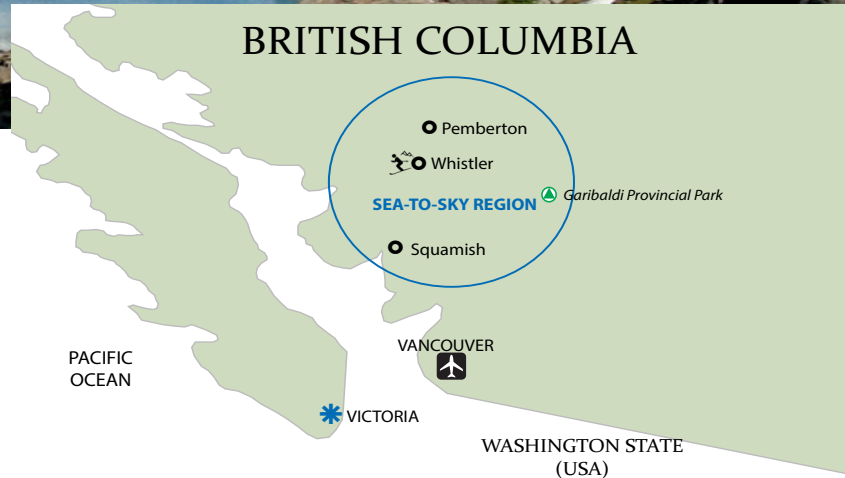 BRITISH COLUMBIA
Pemberton
Whistler
SEA-TO-SKY REGION
Garibaldi Provincial Park
Squamish
VANCOUVER
PACIFIC
OCEAN
VICTORIA
WASHINGTON STATE
(USA)